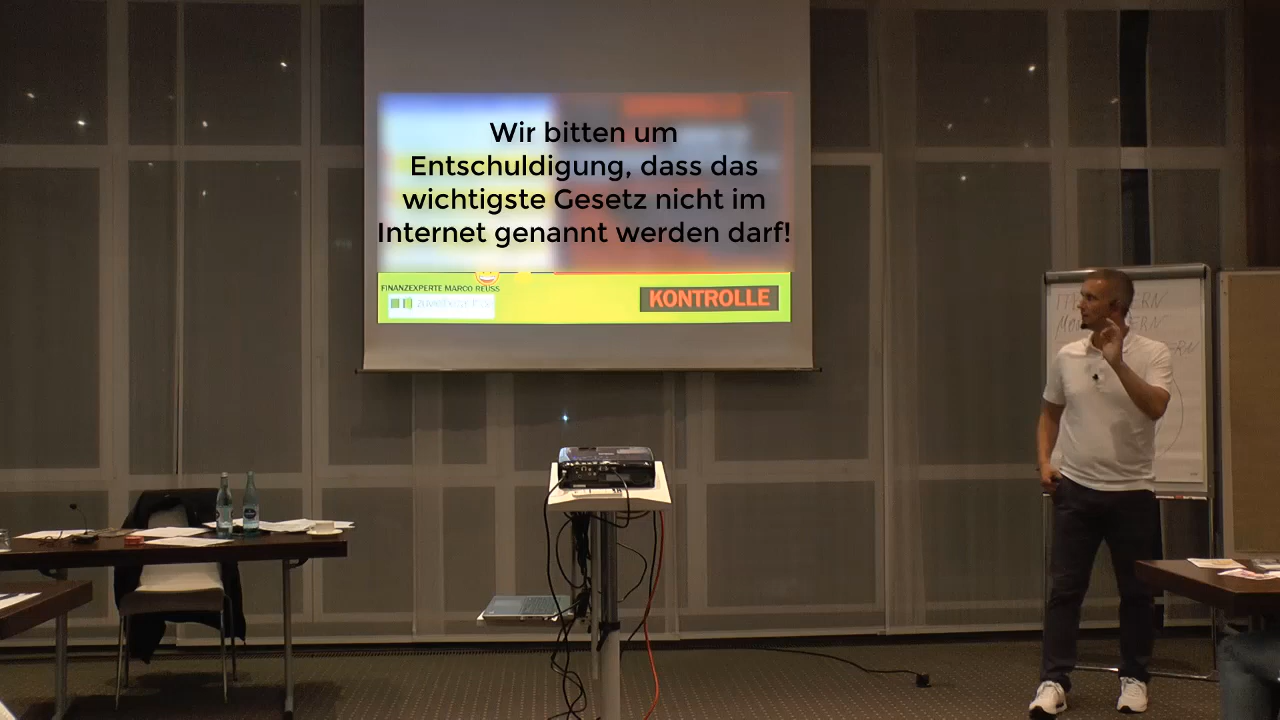 Wir bitten um
Entschuldigung, dass das
wichtigste Gesetz nicht im
Internet genannt werden darf!
FINANZEXPERTE MARCO REUSS
KONTROLLE